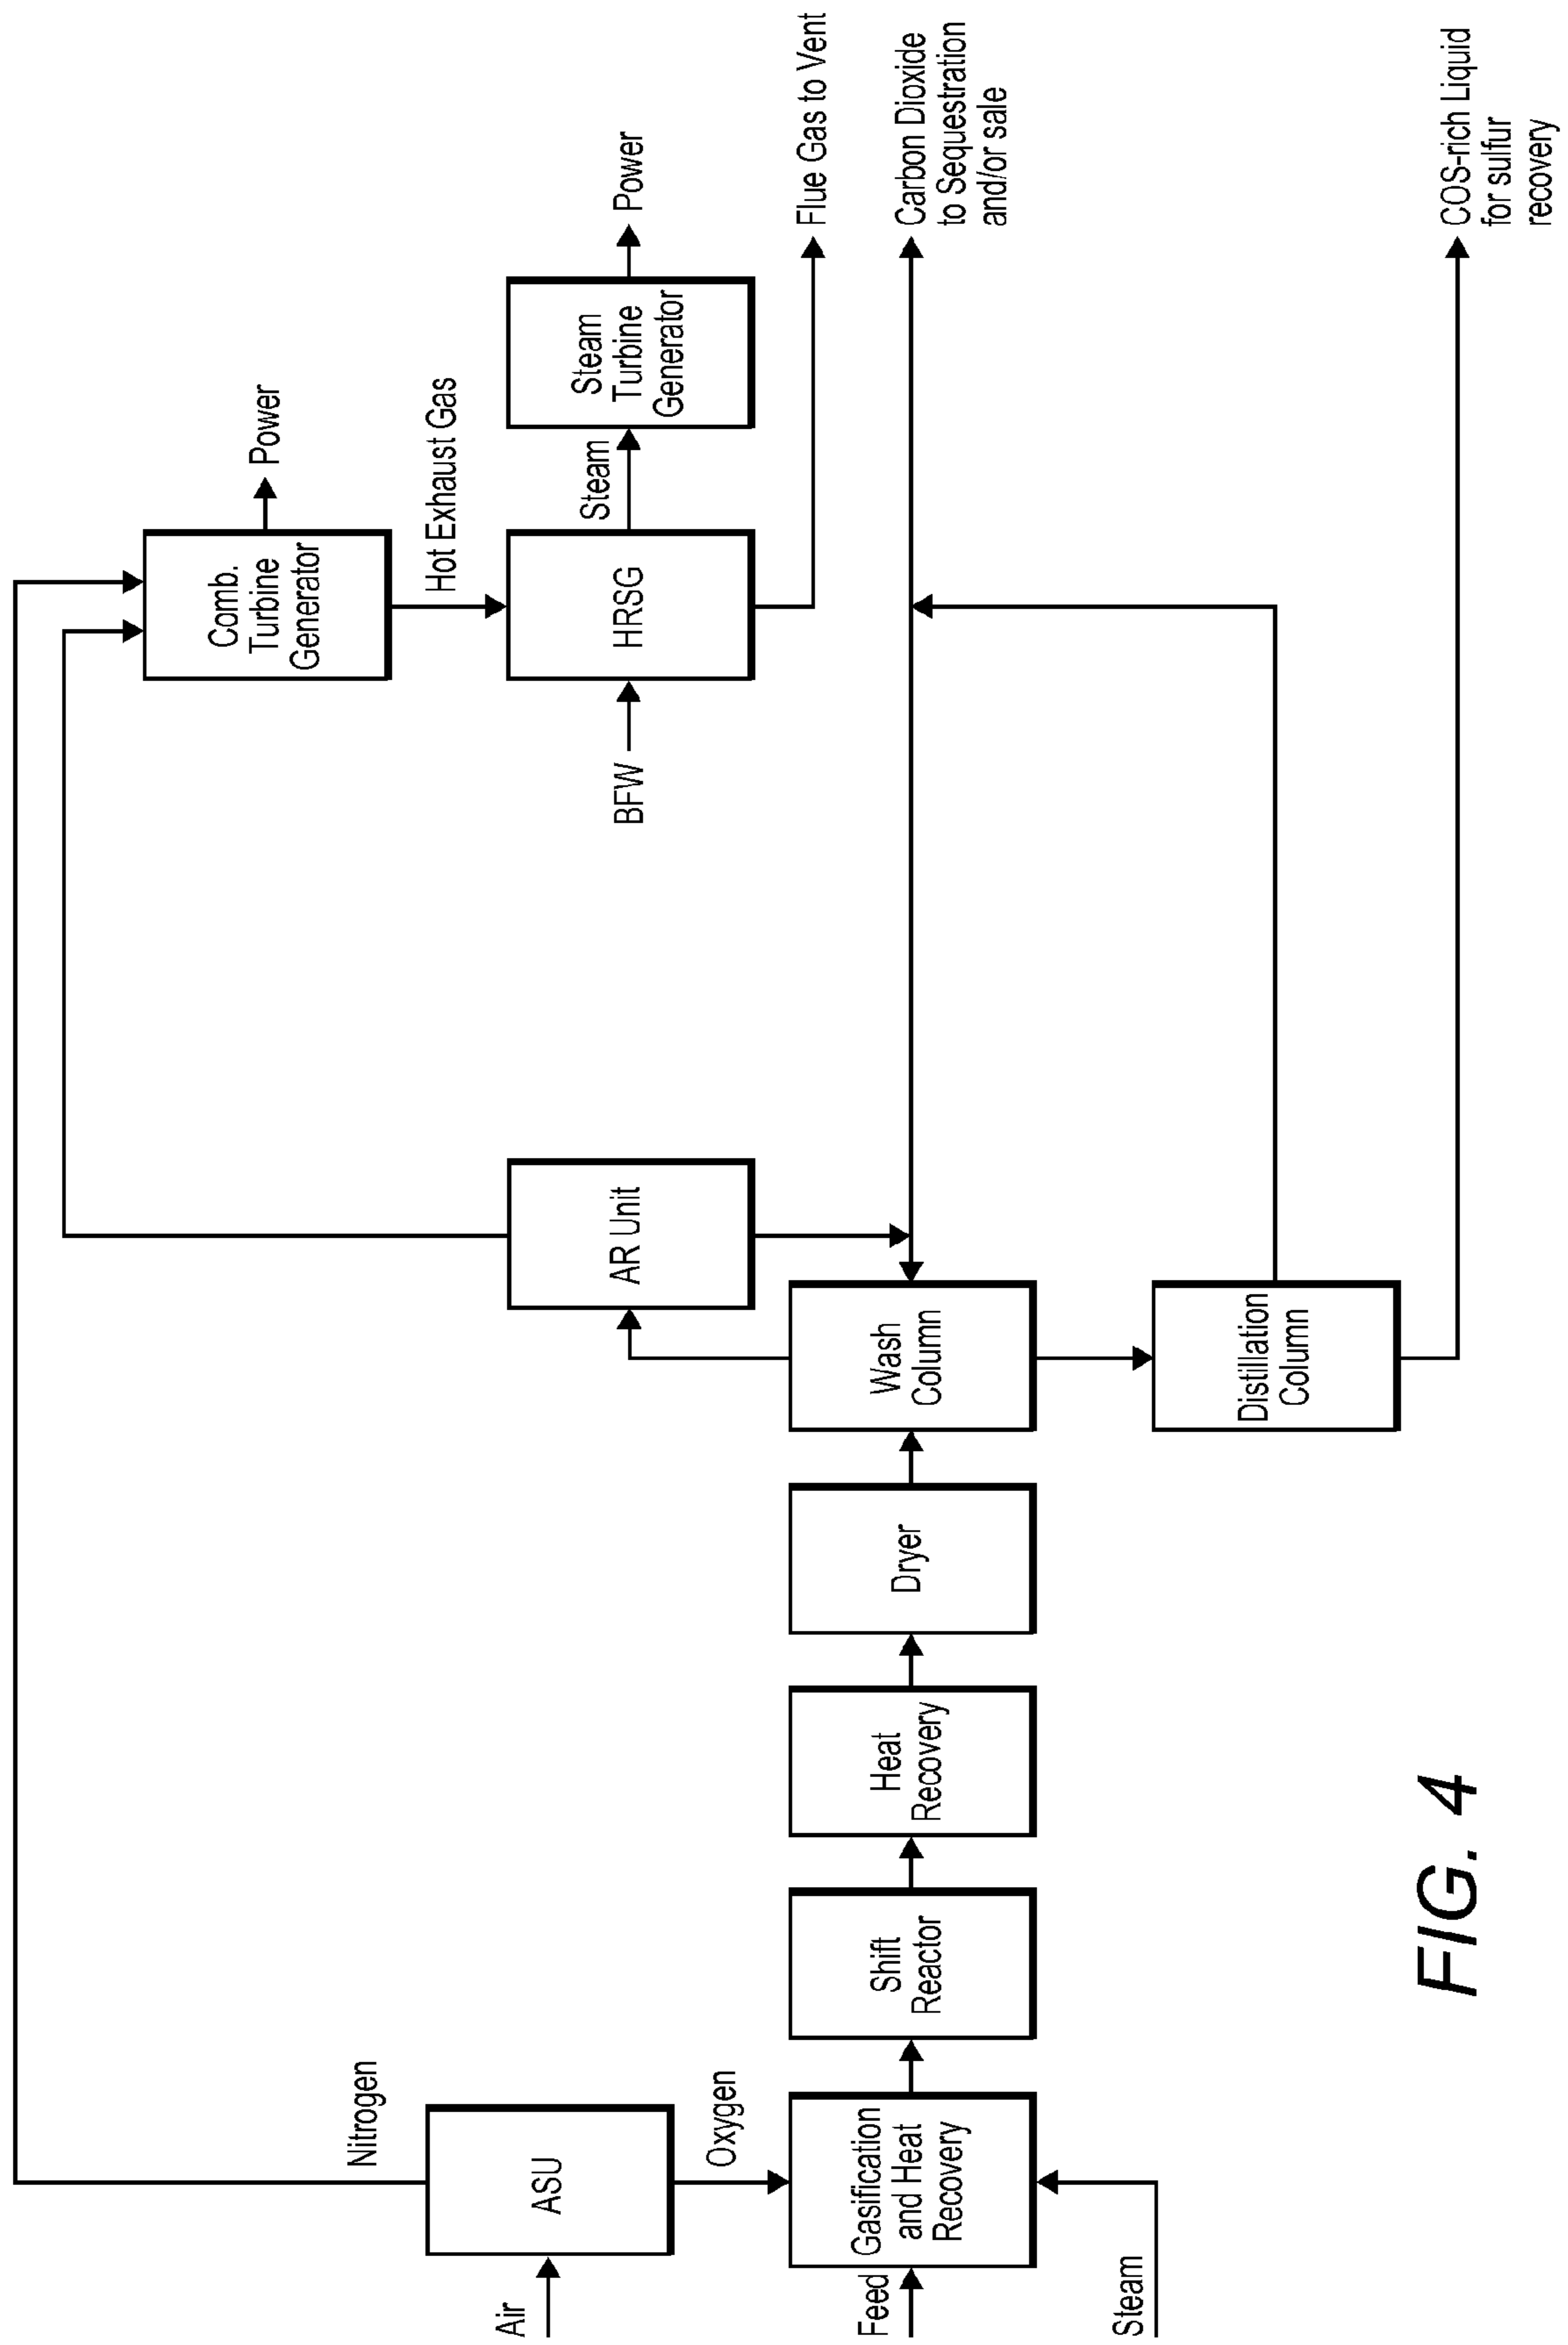 Nitrogen
Air
ASU
Oxygen
Feed
Gasification
and Heat
Recovery
Steam
Shift
Reactor
Heat
Recovery
Dryer
Wash
Column
AR Unit
Distillation
Column
Comb.
Turbine
Generator
Power
Hot Exhaust Gas
BFW
HRSG
Steam
Steam
Turbine
Generator
Power
Flue Gas to Vent
Carbon Dioxide
to Sequestration
and/or sale
COS-rich Liquid
for sulfur
recovery
FIG. 4